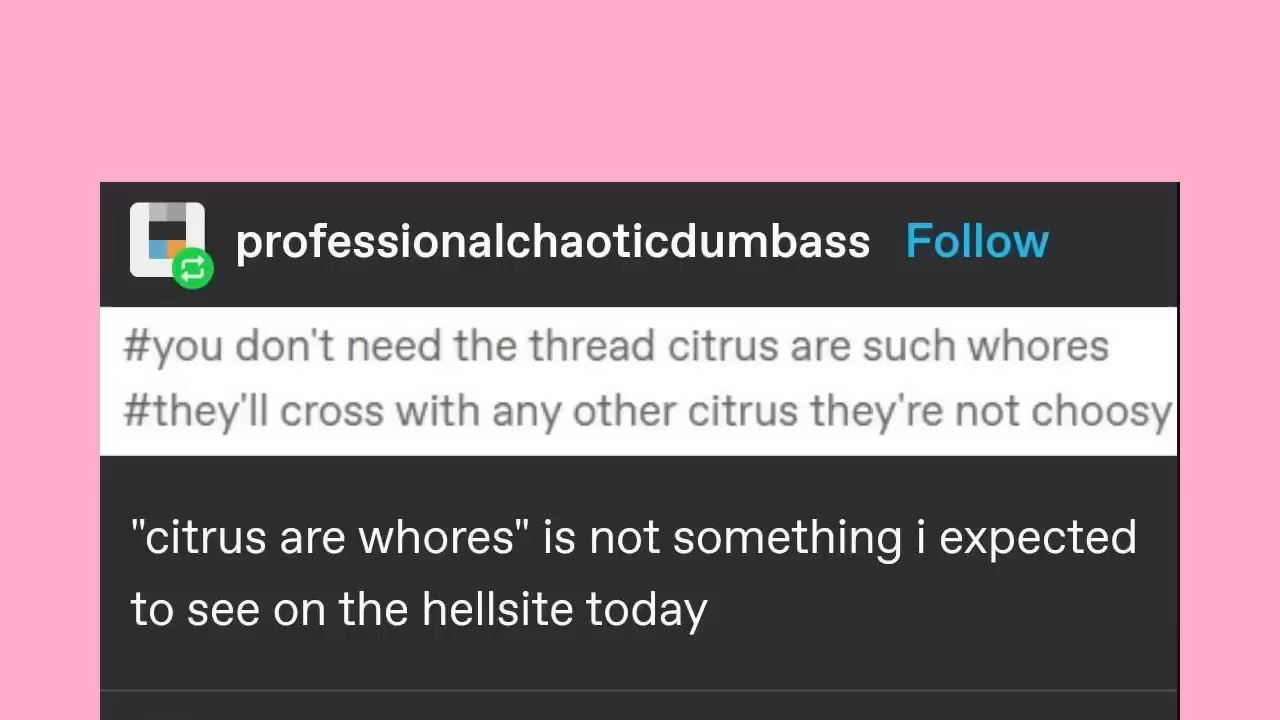 professionalchaoticdumbass Follow
#you don't need the thread citrus are such whores
#they'll cross with any other citrus they're not choosy
"citrus are whores" is not something i expected
to see on the hellsite today